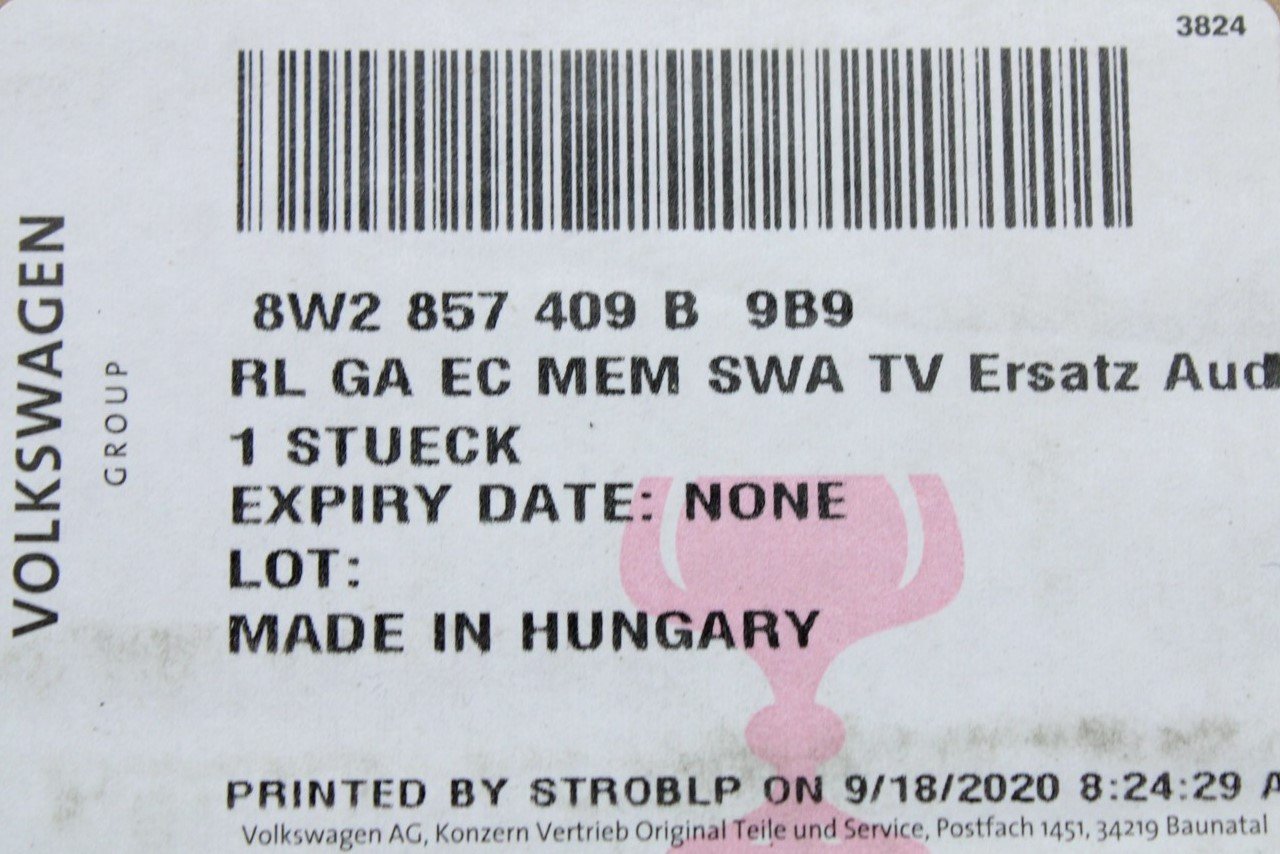 3824
VOLKSWAGEN
GROUP
8W2 857 409 B 9B9
RL GA EC MEM SWA TV Ersatz Aud
1 STUECK
EXPIRY DATE: NONE
LOT:
MADE IN HUNGARY
PRINTED BY STROBLP ON 9/18/2020 8:24:29 A
Volkswagen AG, Konzern Vertrieb Original Teile und Service, Postfach 1451, 34219 Baunatal